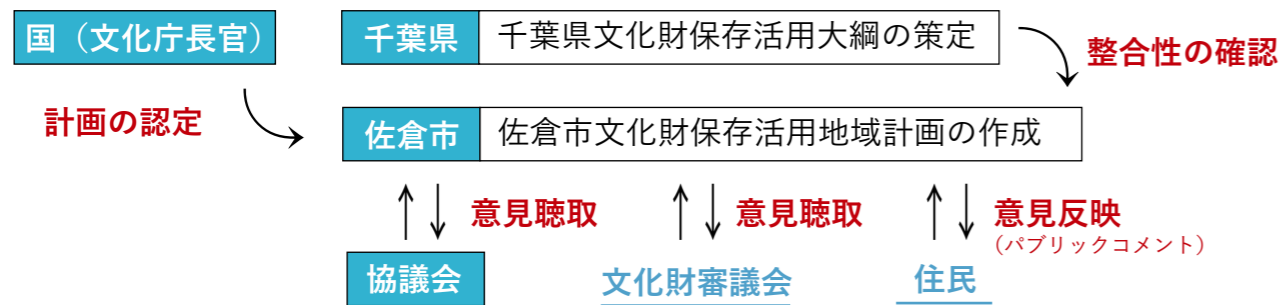 国（文化庁長官）
千葉県 千葉県文化財保存活用大綱の策定
整合性の確認
計画の認定
佐倉市 佐倉市文化財保存活用地域計画の作成
意見聴取 意見聴取 意見反映
（パブリックコメント）
協議会 文化財審議会 住民